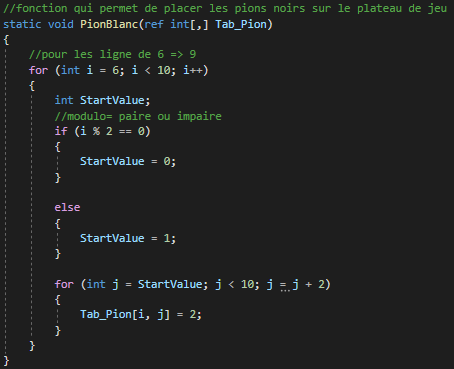 //fonction qui permet de placer les pions noirs sur le plateau de jeu
static void PionBlanc(ref int[,] Tab_Pion)
{
//pour les ligne de 6 => 9
for (int i = 6; i < 10; i++)
{
int StartValue;
//modulo= paire ou impaire
if (i % 2 == 0)
{
StartValue = 0;
}
else
{
StartValue = 1;
}
for (int j = StartValue; j < 10; j = j + 2)
{
Tab_Pion[i, j] = 2;
}
}
}